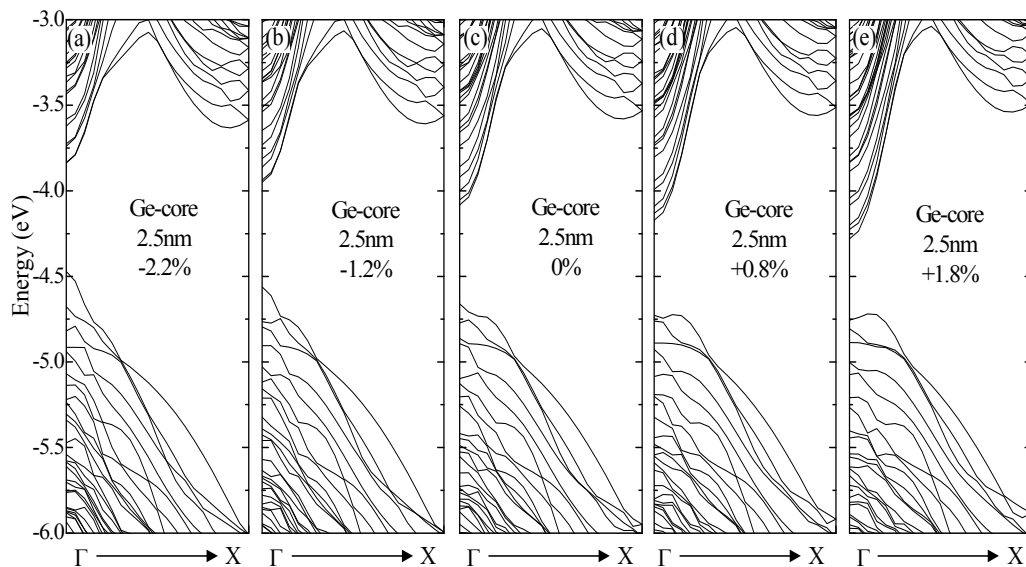 (a) (b) (c) (d) (e)
Energy (eV)
-3.0
-3.5
-4.0
-4.5
-5.0
-5.5
-6.0
Ge-core
2.5nm
-2.2%
Ge-core
2.5nm
-1.2%
Ge-core
2.5nm
0%
Ge-core
2.5nm
+0.8%
Ge-core
2.5nm
+1.8%
Γ X Γ X Γ X Γ X Γ X